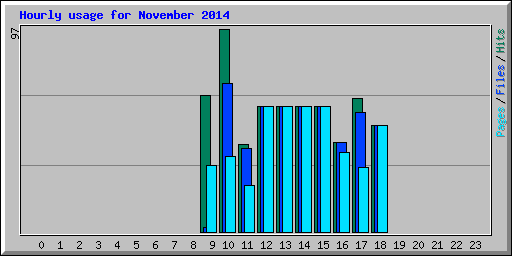 Hourly usage for November 2014
97
Pages/Files/Hits
0 1 2 3 4 5 6 7 8 9 10 11 12 13 14 15 16 17 18 19 20 21 22 23